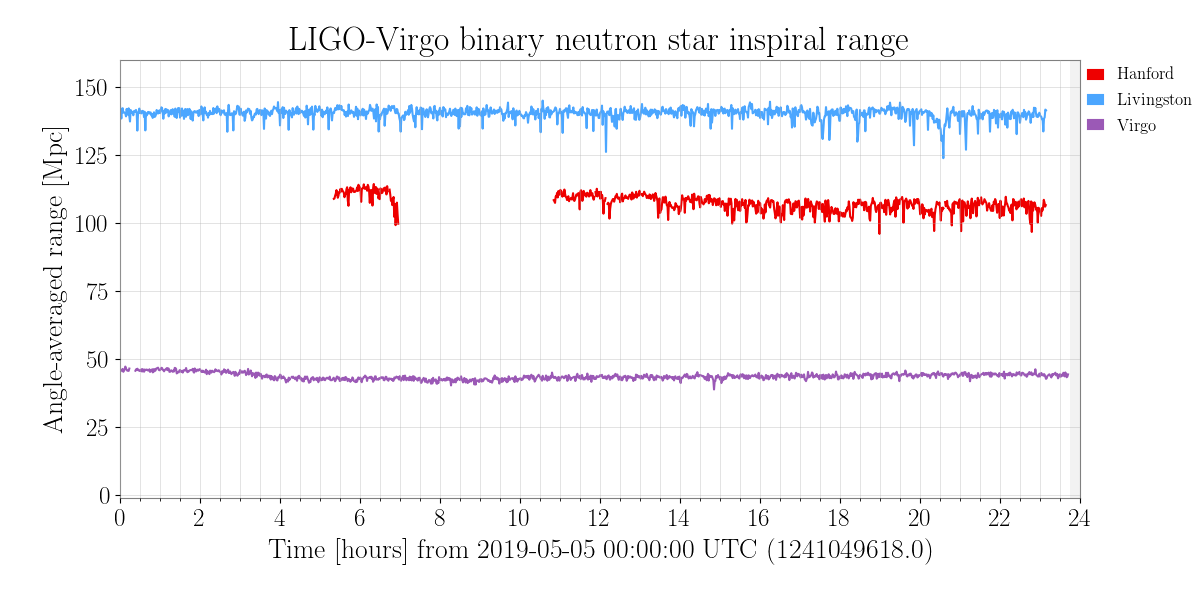 LIGO-Virgo binary neutron star inspiral range
Angle-averaged range [Mpc]
150
125
100
75
50
25
0
0 2 4 6 8 10 12 14 16 18 20 22 24
Time [hours] from 2019-05-05 00:00:00 UTC (1241049618.0)
Hanford
Livingston
Virgo